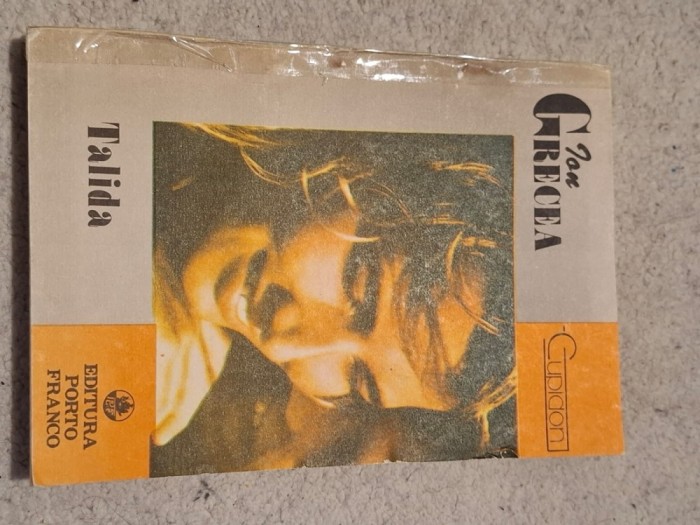 Ion
GRECEA
Cupidon
Talida
EDITURA
PORTO
FRANCO